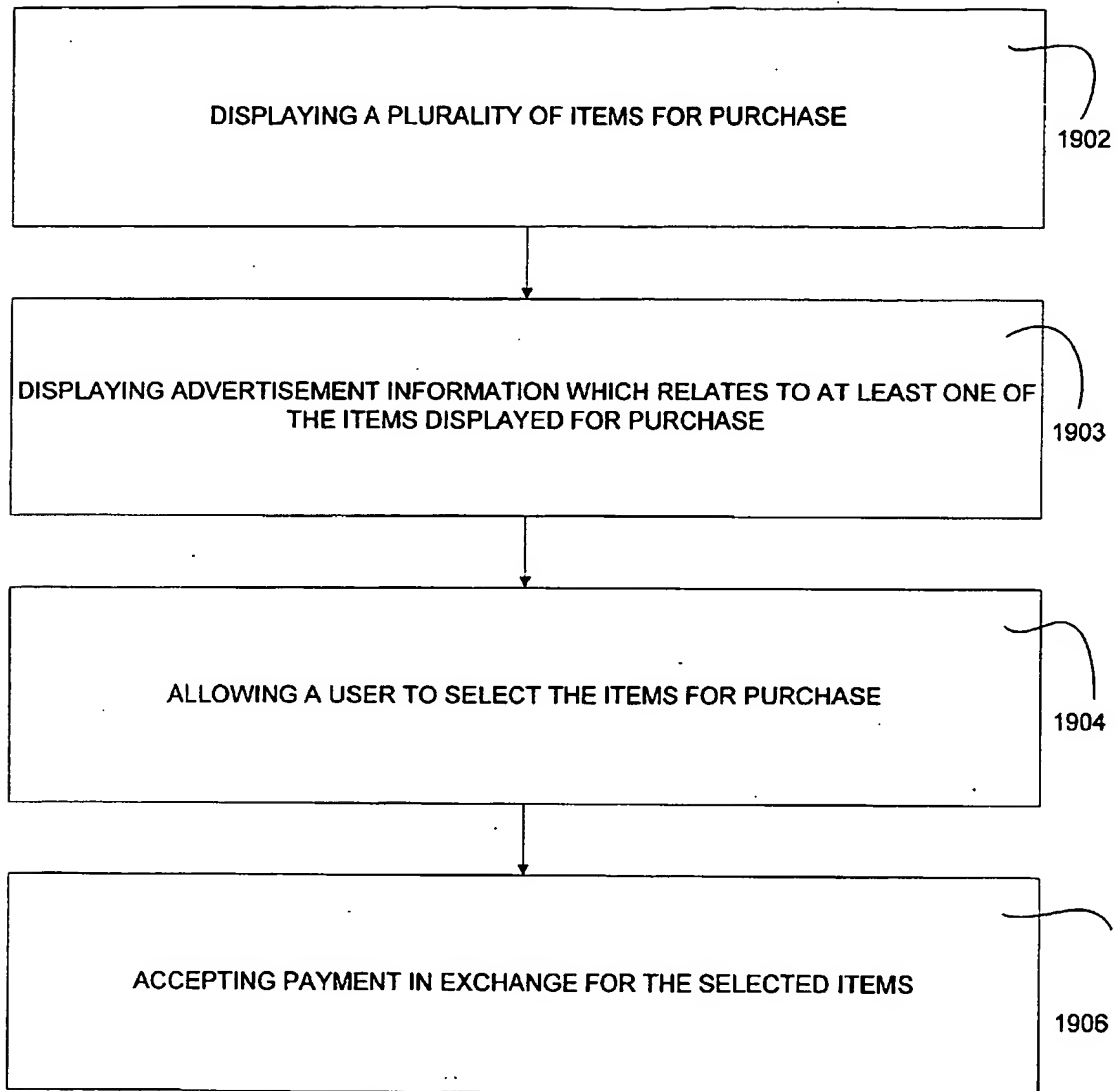 DISPLAYING A PLURALITY OF ITEMS FOR PURCHASE
1902
DISPLAYING ADVERTISEMENT INFORMATION WHICH RELATES TO AT LEAST ONE OF
THE ITEMS DISPLAYED FOR PURCHASE
1903
ALLOWING A USER TO SELECT THE ITEMS FOR PURCHASE
1904
ACCEPTING PAYMENT IN EXCHANGE FOR THE SELECTED ITEMS
1906